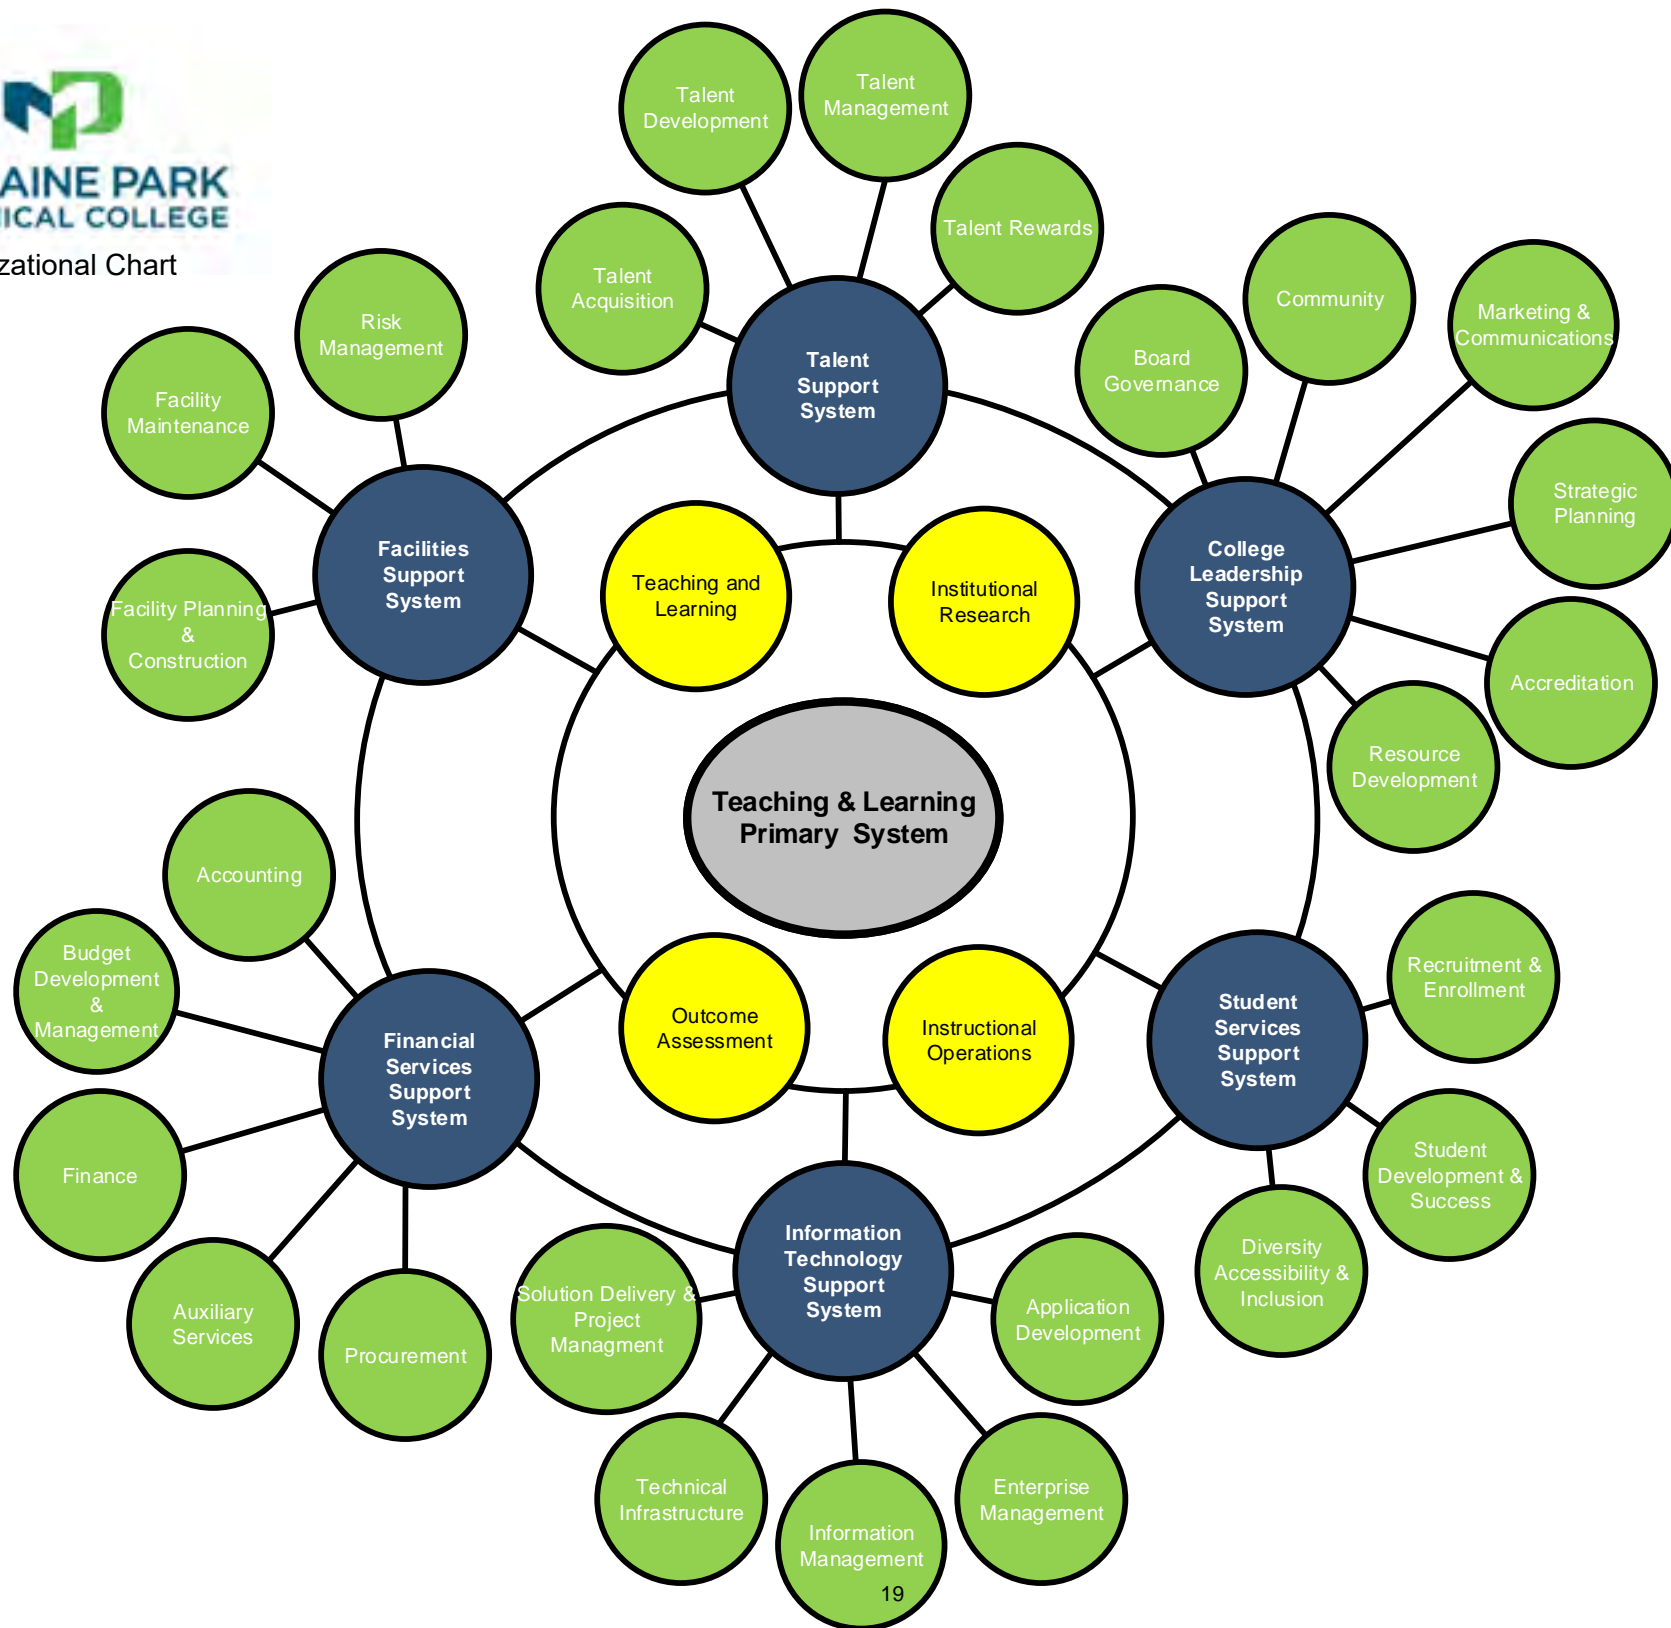 AINE PARK
NICAL COLLEGE
zational Chart
Talent
Development
Talent
Management
Talent Rewards
Talent
Acquisition
Risk
Management
Facility
Maintenance
Facility Planning
&
Construction
Talent
Support
System
Board
Governance
Community
Marketing &
Communications
Strategic
Planning
Accreditation
Resource
Development
Facilities
Support
System
College
Leadership
Support
System
Teaching and
Learning
Institutional
Research
Teaching & Learning
Primary System
Outcome
Assessment
Instructional
Operations
Accounting
Budget
Development
&
Management
Finance
Auxiliary
Services
Procurement
Financial
Services
Support
System
Student
Services
Support
System
Recruitment &
Enrollment
Student
Development &
Success
Diversity
Accessibility &
Inclusion
Information
Technology
Support
System
Solution Delivery &
Project
Managment
Application
Development
Technical
Infrastructure
Information
Management
Enterprise
Management
19